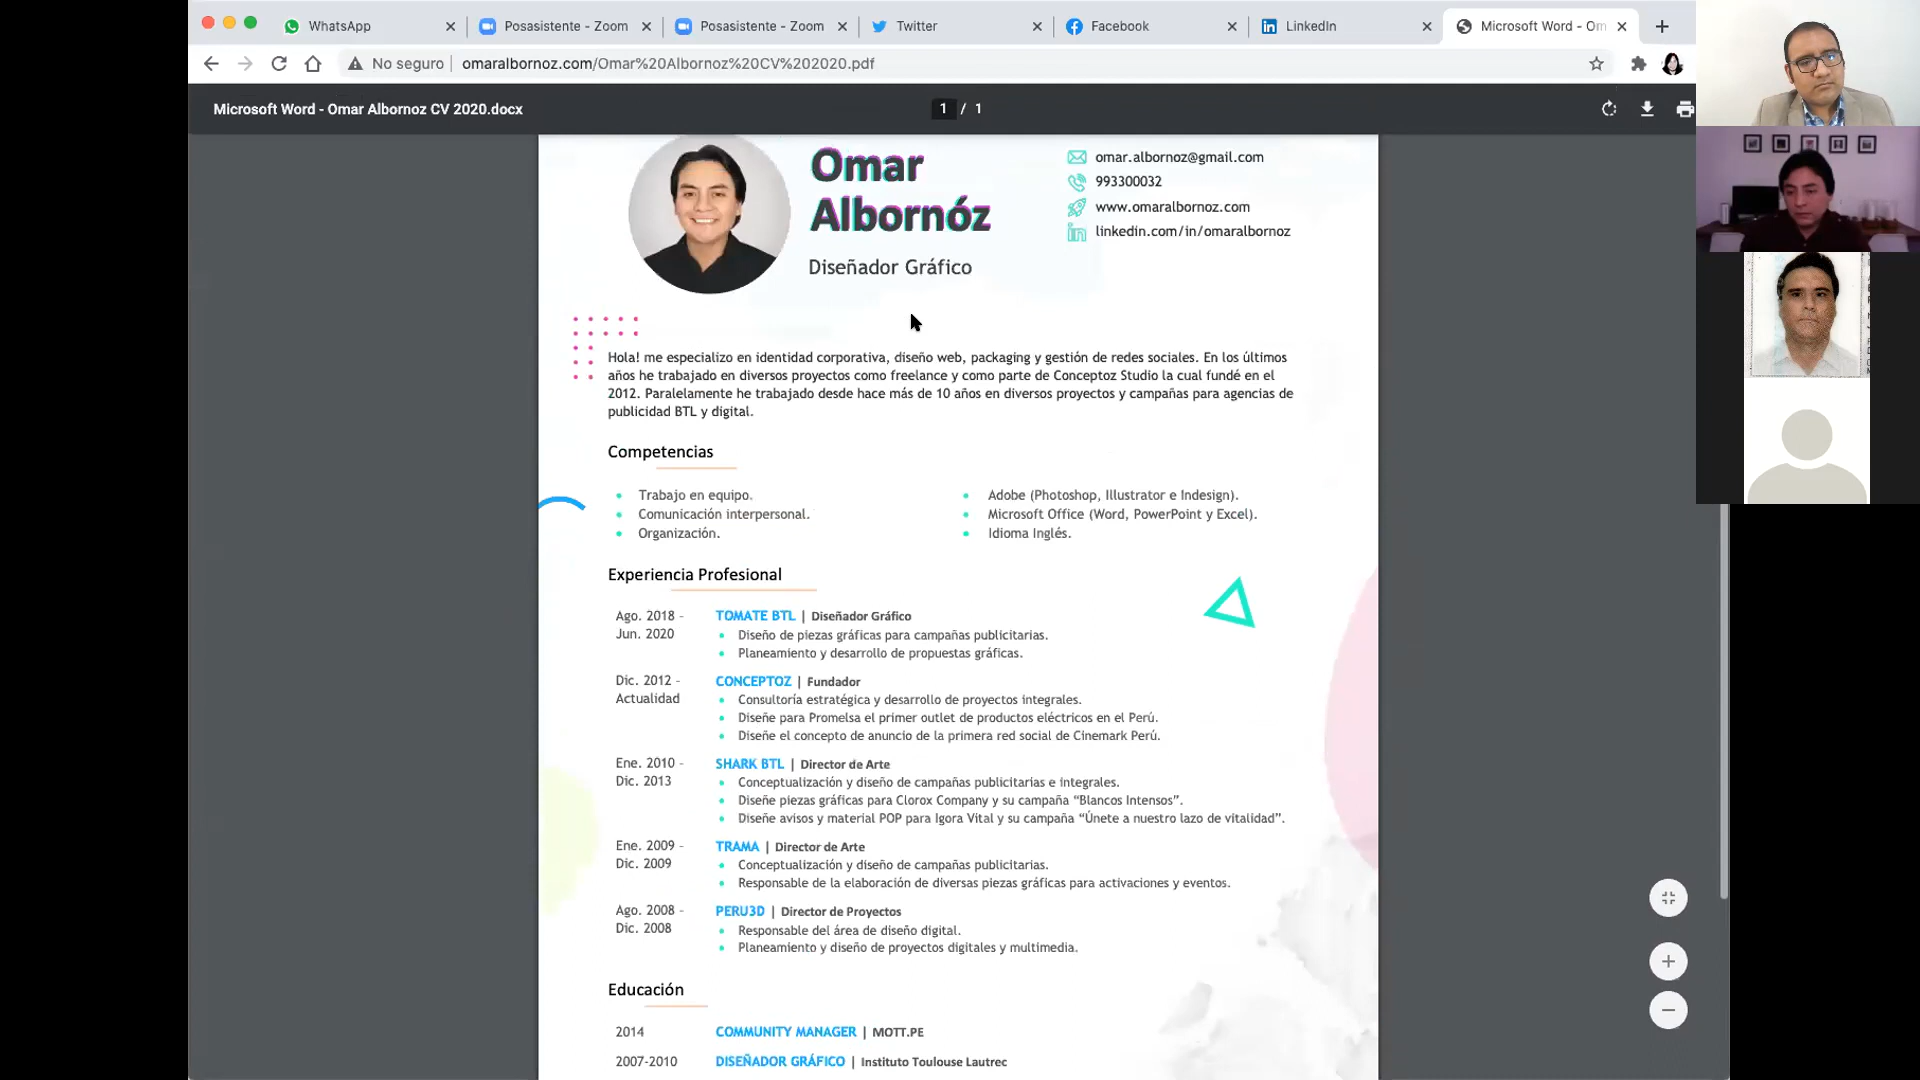 WhatsApp
Posasistente - Zoom
Posasistente - Zoom
Twitter
Facebook
LinkedIn
Microsoft Word - Om
No seguro
omaralbornoz.com/Omar%20Albornoz%20CV%202020.pdf
Microsoft Word - Omar Albornoz CV 2020.docx
1 / 1
Omar
Albornóz
Diseñador Gráfico
omar.albornoz@gmail.com
993300032
www.omaralbornoz.com
linkedin.com/in/omaralbornoz
Hola! me especializo en identidad corporativa, diseño web, packaging y gestión de redes sociales. En los últimos
años he trabajado en diversos proyectos como freelance y como parte de Conceptoz Studio la cual fundé en el
2012. Paralelamente he trabajado desde hace más de 10 años en diversos proyectos y campañas para agencias de
publicidad BTL y digital.
Competencias
Trabajo en equipo.
Comunicación interpersonal.
Organización.
Adobe (Photoshop, Illustrator e Indesign).
Microsoft Office (Word, PowerPoint y Excel).
Idioma Inglés.
Experiencia Profesional
Ago. 2018 -
Jun. 2020
TOMATE BTL | Diseñador Gráfico
Diseño de piezas gráficas para campañas publicitarias.
Planeamiento y desarrollo de propuestas gráficas.
Dic. 2012 -
Actualidad
CONCEPTOZ | Fundador
Consultoría estratégica y desarrollo de proyectos integrales.
Diseñe para Promelsa el primer outlet de productos eléctricos en el Perú.
Diseñe el concepto de anuncio de la primera red social de Cinemark Perú.
Ene. 2010 -
Dic. 2013
SHARK BTL | Director de Arte
Conceptualización y diseño de campañas publicitarias e integrales.
Diseñe piezas gráficas para Clorox Company y su campaña “Blancos Intensos”.
Diseñe avisos y material POP para Igora Vital y su campaña “Únete a nuestro lazo de vitalidad”.
Ene. 2009 -
Dic. 2009
TRAMA | Director de Arte
Conceptualización y diseño de campañas publicitarias.
Responsable de la elaboración de diversas piezas gráficas para activaciones y eventos.
Ago. 2008 -
Dic. 2008
PERU3D | Director de Proyectos
Responsable del área de diseño digital.
Planeamiento y diseño de proyectos digitales y multimedia.
Educación
2014
COMMUNITY MANAGER | MOTT.PE
2007-2010
DISEÑADOR GRÁFICO | Instituto Toulouse Lautrec